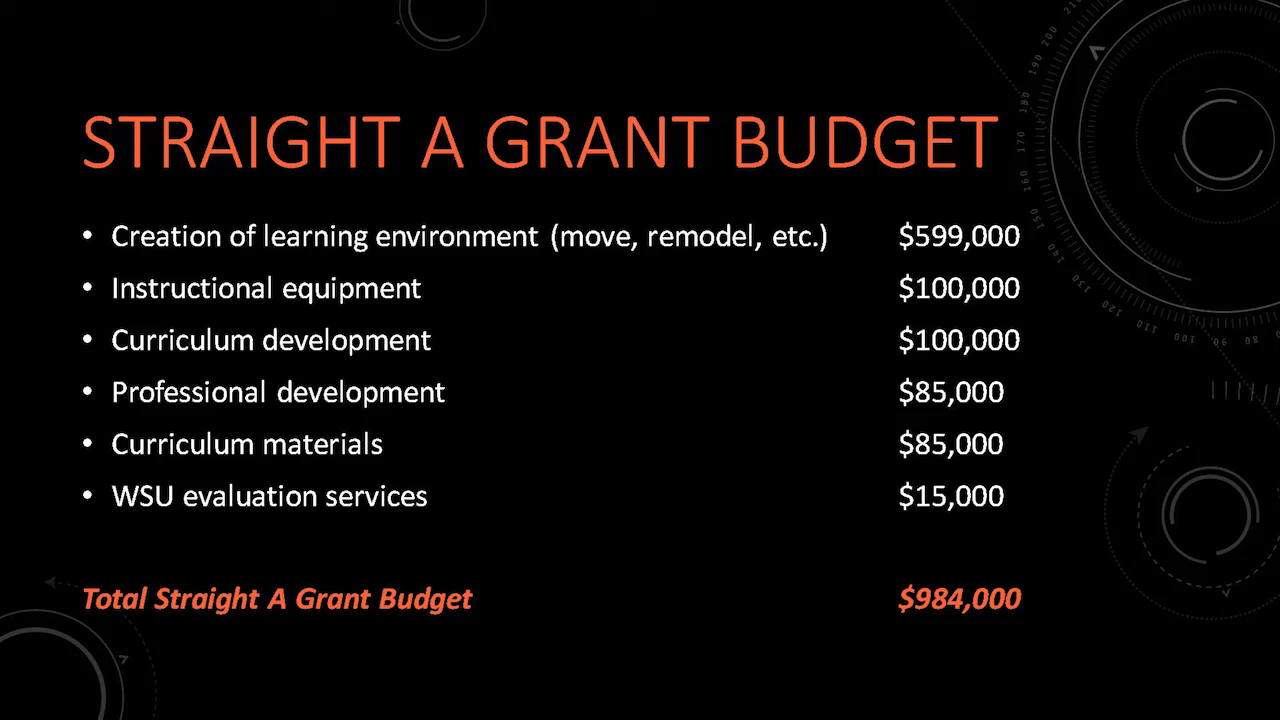 STRAIGHT A GRANT BUDGET
• Creation of learning environment (move, remodel, etc.) $599,000
• Instructional equipment $100,000
• Curriculum development $100,000
• Professional development $85,000
• Curriculum materials $85,000
• WSU evaluation services $15,000
Total Straight A Grant Budget $984,000